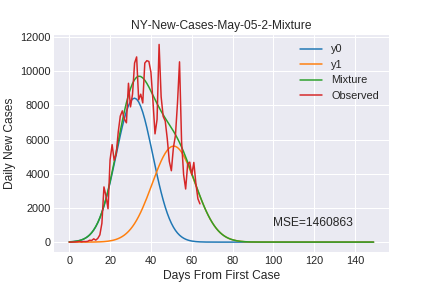 NY-New-Cases-May-05-2-Mixture
12000
10000
8000
6000
4000
2000
0
Daily New Cases
y0
y1
Mixture
Observed
MSE=1460863
0 20 40 60 80 100 120 140
Days From First Case